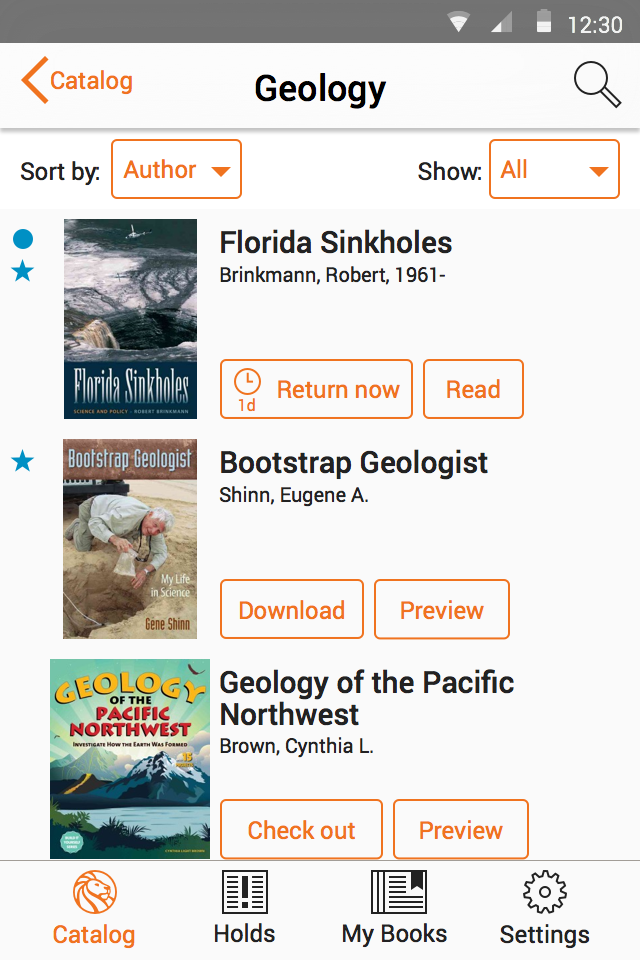 12:30
Catalog
Geology
Sort by: Author
Show: All
Florida Sinkholes
Brinkmann, Robert, 1961-
Return now
1d
Read
Florida Sinkholes
SCIENCE AND POLICY - ROBERT BRINKMANN
Bootstrap Geologist
Shinn, Eugene A.
Download
Preview
Bootstrap Geologist
My Life
in Science
Gene Shinn
Geology of the Pacific
Northwest
Brown, Cynthia L.
Check out
Preview
GEOLOGY
OF THE
PACIFIC
NORTHWEST
INVESTIGATE HOW THE EARTH WAS FORMED
15
Catalog
Holds
My Books
Settings